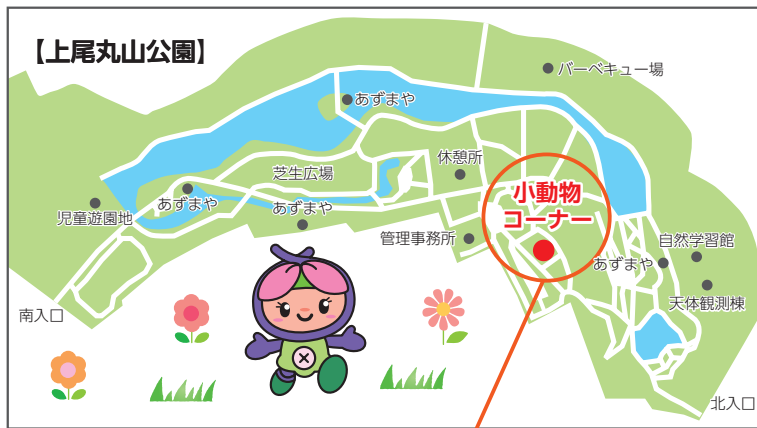 【上尾丸山公園】
バーベキュー場
あずまや
休憩所
芝生広場
小動物
コーナー
あずまや
児童遊園地
あずまや
管理事務所
自然学習館
あずまや
天体観測棟
南入口
北入口